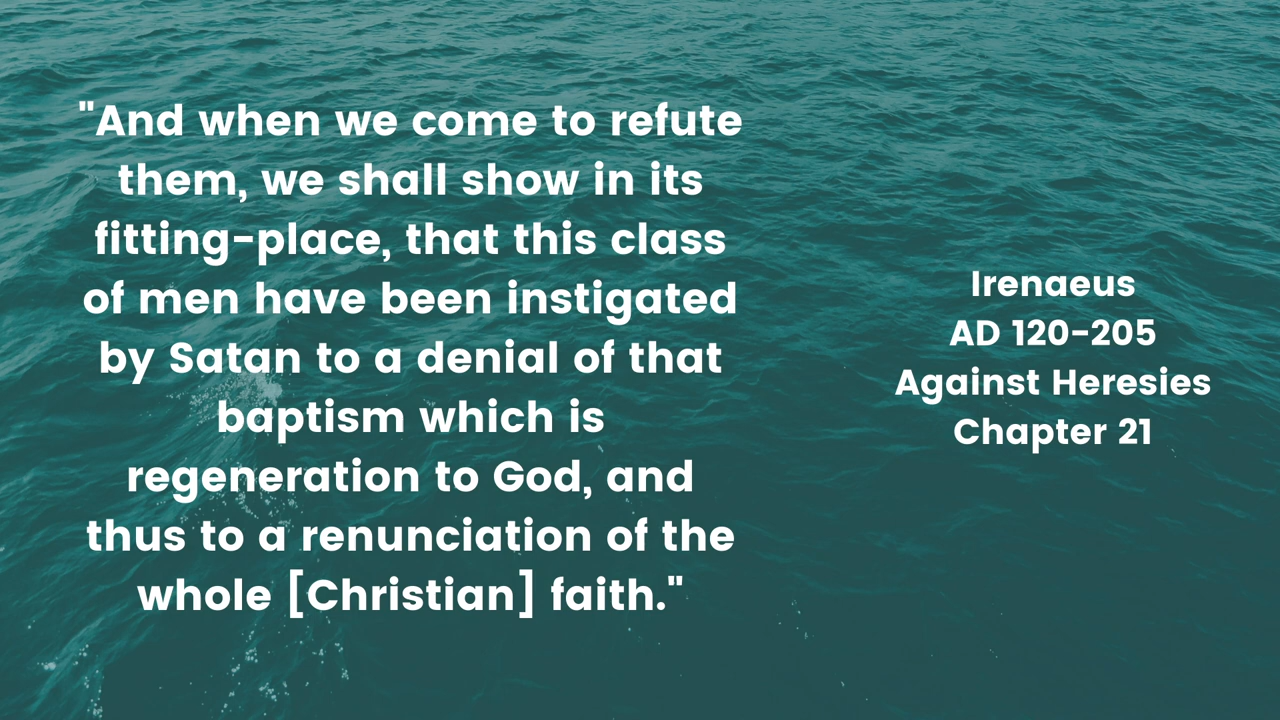 "And when we come to refute
them, we shall show in its
fitting-place, that this class
of men have been instigated
by Satan to a denial of that
baptism which is
regeneration to God, and
thus to a renunciation of the
whole [Christian] faith."
Irenaeus
AD 120-205
Against Heresies
Chapter 21